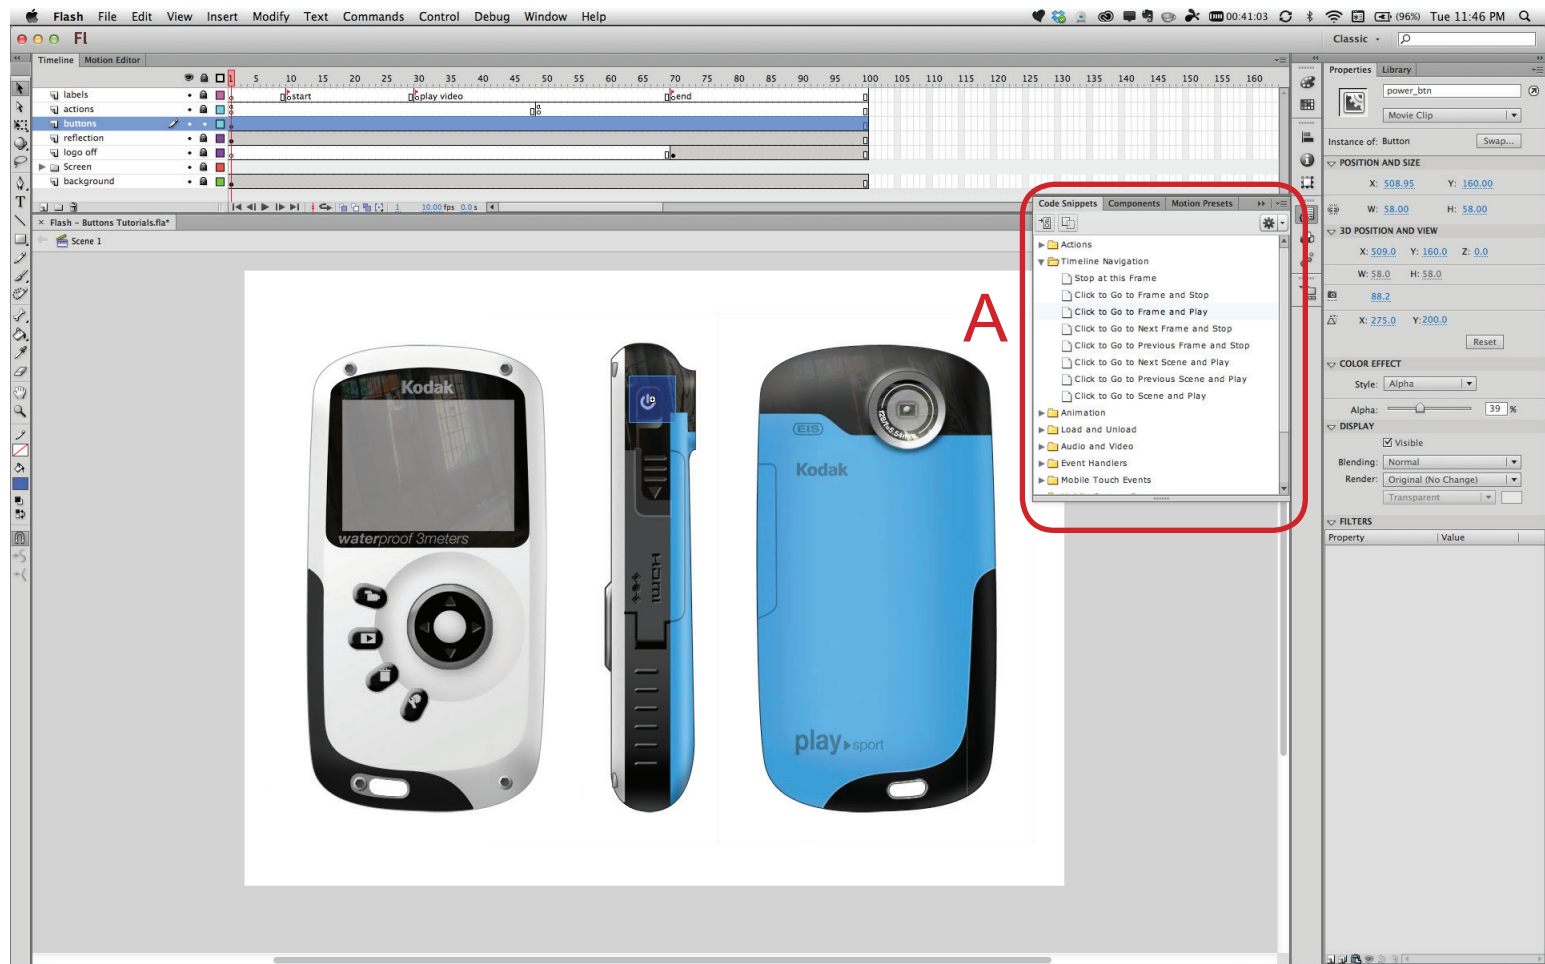 Flash File Edit View Insert Modify Text Commands Control Debug Window Help 00:41:03 (96%) Tue 11:46 PM
Fl Classic
Timeline Motion Editor
1 5 10 15 20 25 30 35 40 45 50 55 60 65 70 75 80 85 90 95 100 105 110 115 120 125 130 135 140 145 150 155 160
labels start play video end
actions
buttons
reflection
logo off
Screen
background
1 10.00 fps 0.0 s
Flash - Buttons Tutorials.fla*
Scene 1
A
Code Snippets Components Motion Presets
Actions
Timeline Navigation
Stop at this Frame
Click to Go to Frame and Stop
Click to Go to Frame and Play
Click to Go to Next Frame and Stop
Click to Go to Previous Frame and Stop
Click to Go to Next Scene and Play
Click to Go to Previous Scene and Play
Click to Go to Scene and Play
Animation
Load and Unload
Audio and Video
Event Handlers
Mobile Touch Events
Kodak
waterproof 3meters
HDMI
EIS
Kodak
play sport
Properties Library
power_btn
Movie Clip
Instance of: Button Swap...
POSITION AND SIZE
X: 508.95 Y: 160.00
W: 58.00 H: 58.00
3D POSITION AND VIEW
X: 509.0 Y: 160.0 Z: 0.0
W: 58.0 H: 58.0
88.2
X: 275.0 Y: 200.0
Reset
COLOR EFFECT
Style: Alpha
Alpha: 39 %
DISPLAY
Visible
Blending: Normal
Render: Original (No Change)
Transparent
FILTERS
Property Value